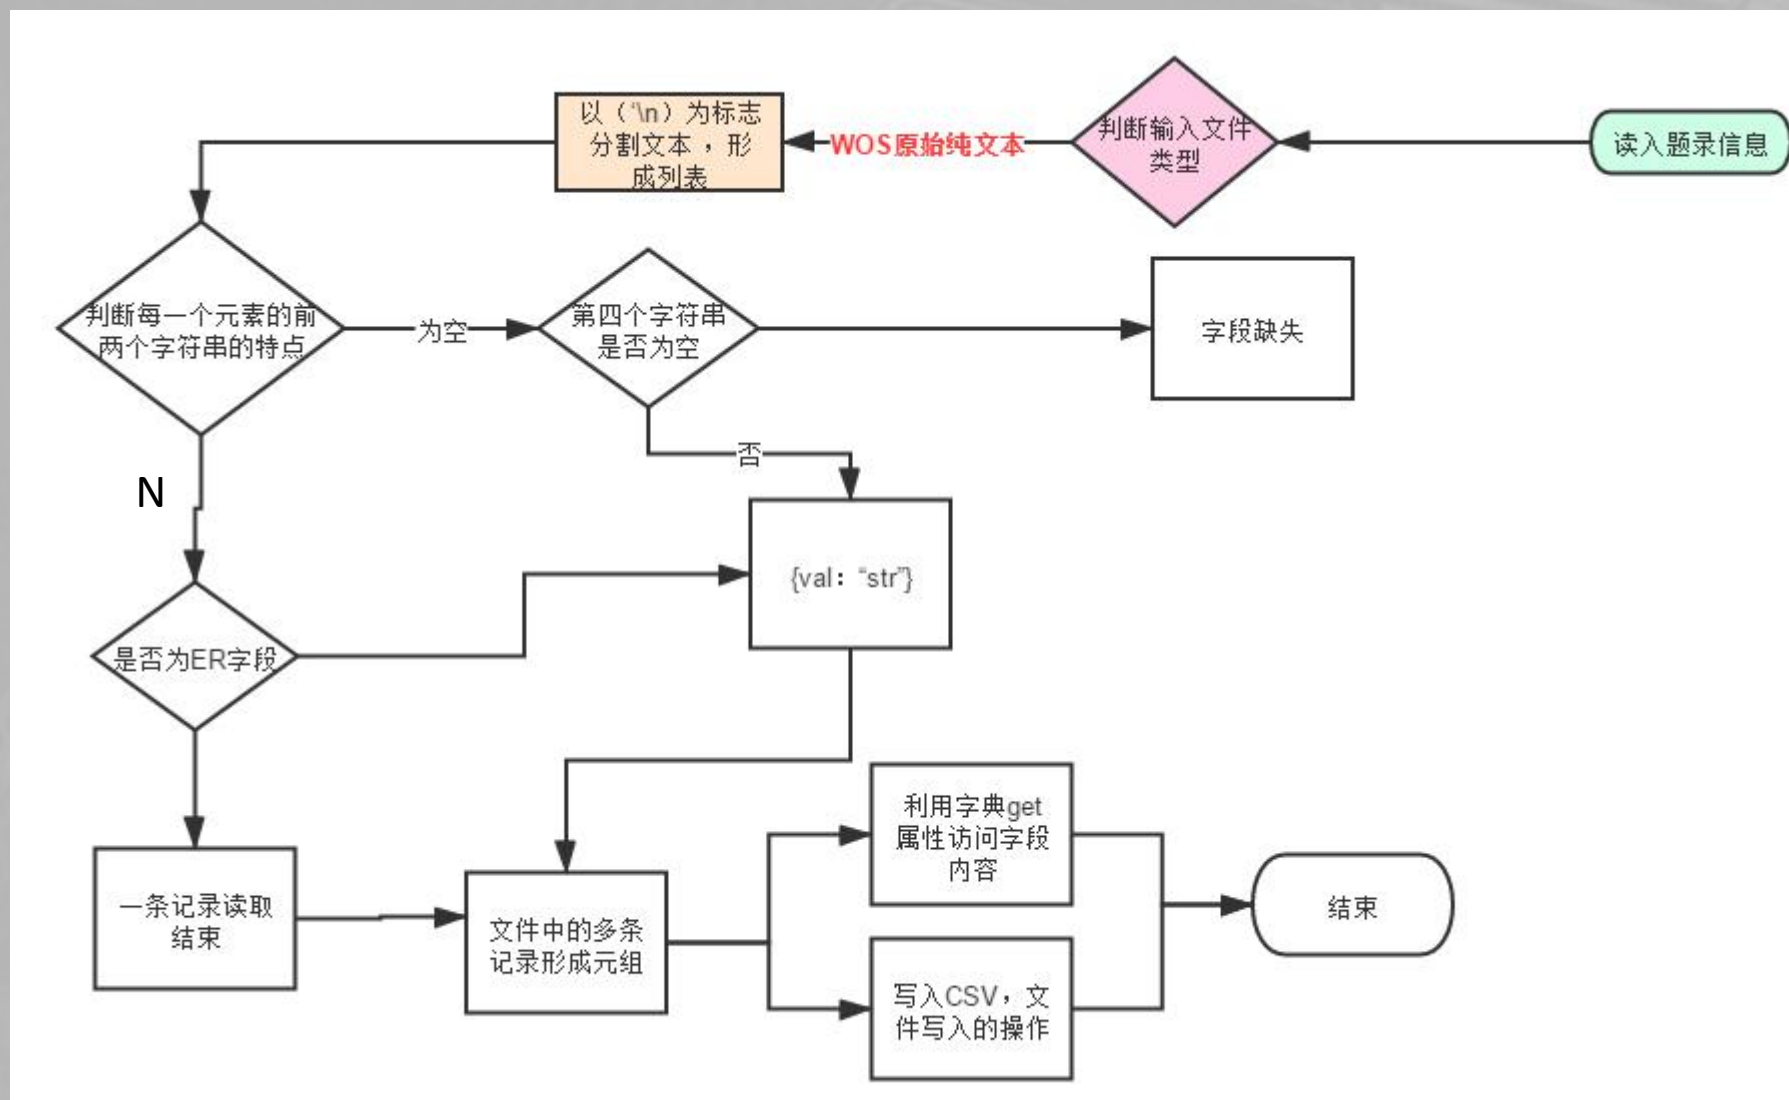 读入题录信息
判断输入文件
类型
WOS原始纯文本
以（‘\n）为标志
分割文本，形
成列表
判断每一个元素的前
两个字符串的特点
为空
第四个字符串
是否为空
字段缺失
否
N
{val：“str”}
是否为ER字段
一条记录读取
结束
文件中的多条
记录形成元组
利用字典get
属性访问字段
内容
写入CSV，文
件写入的操作
结束